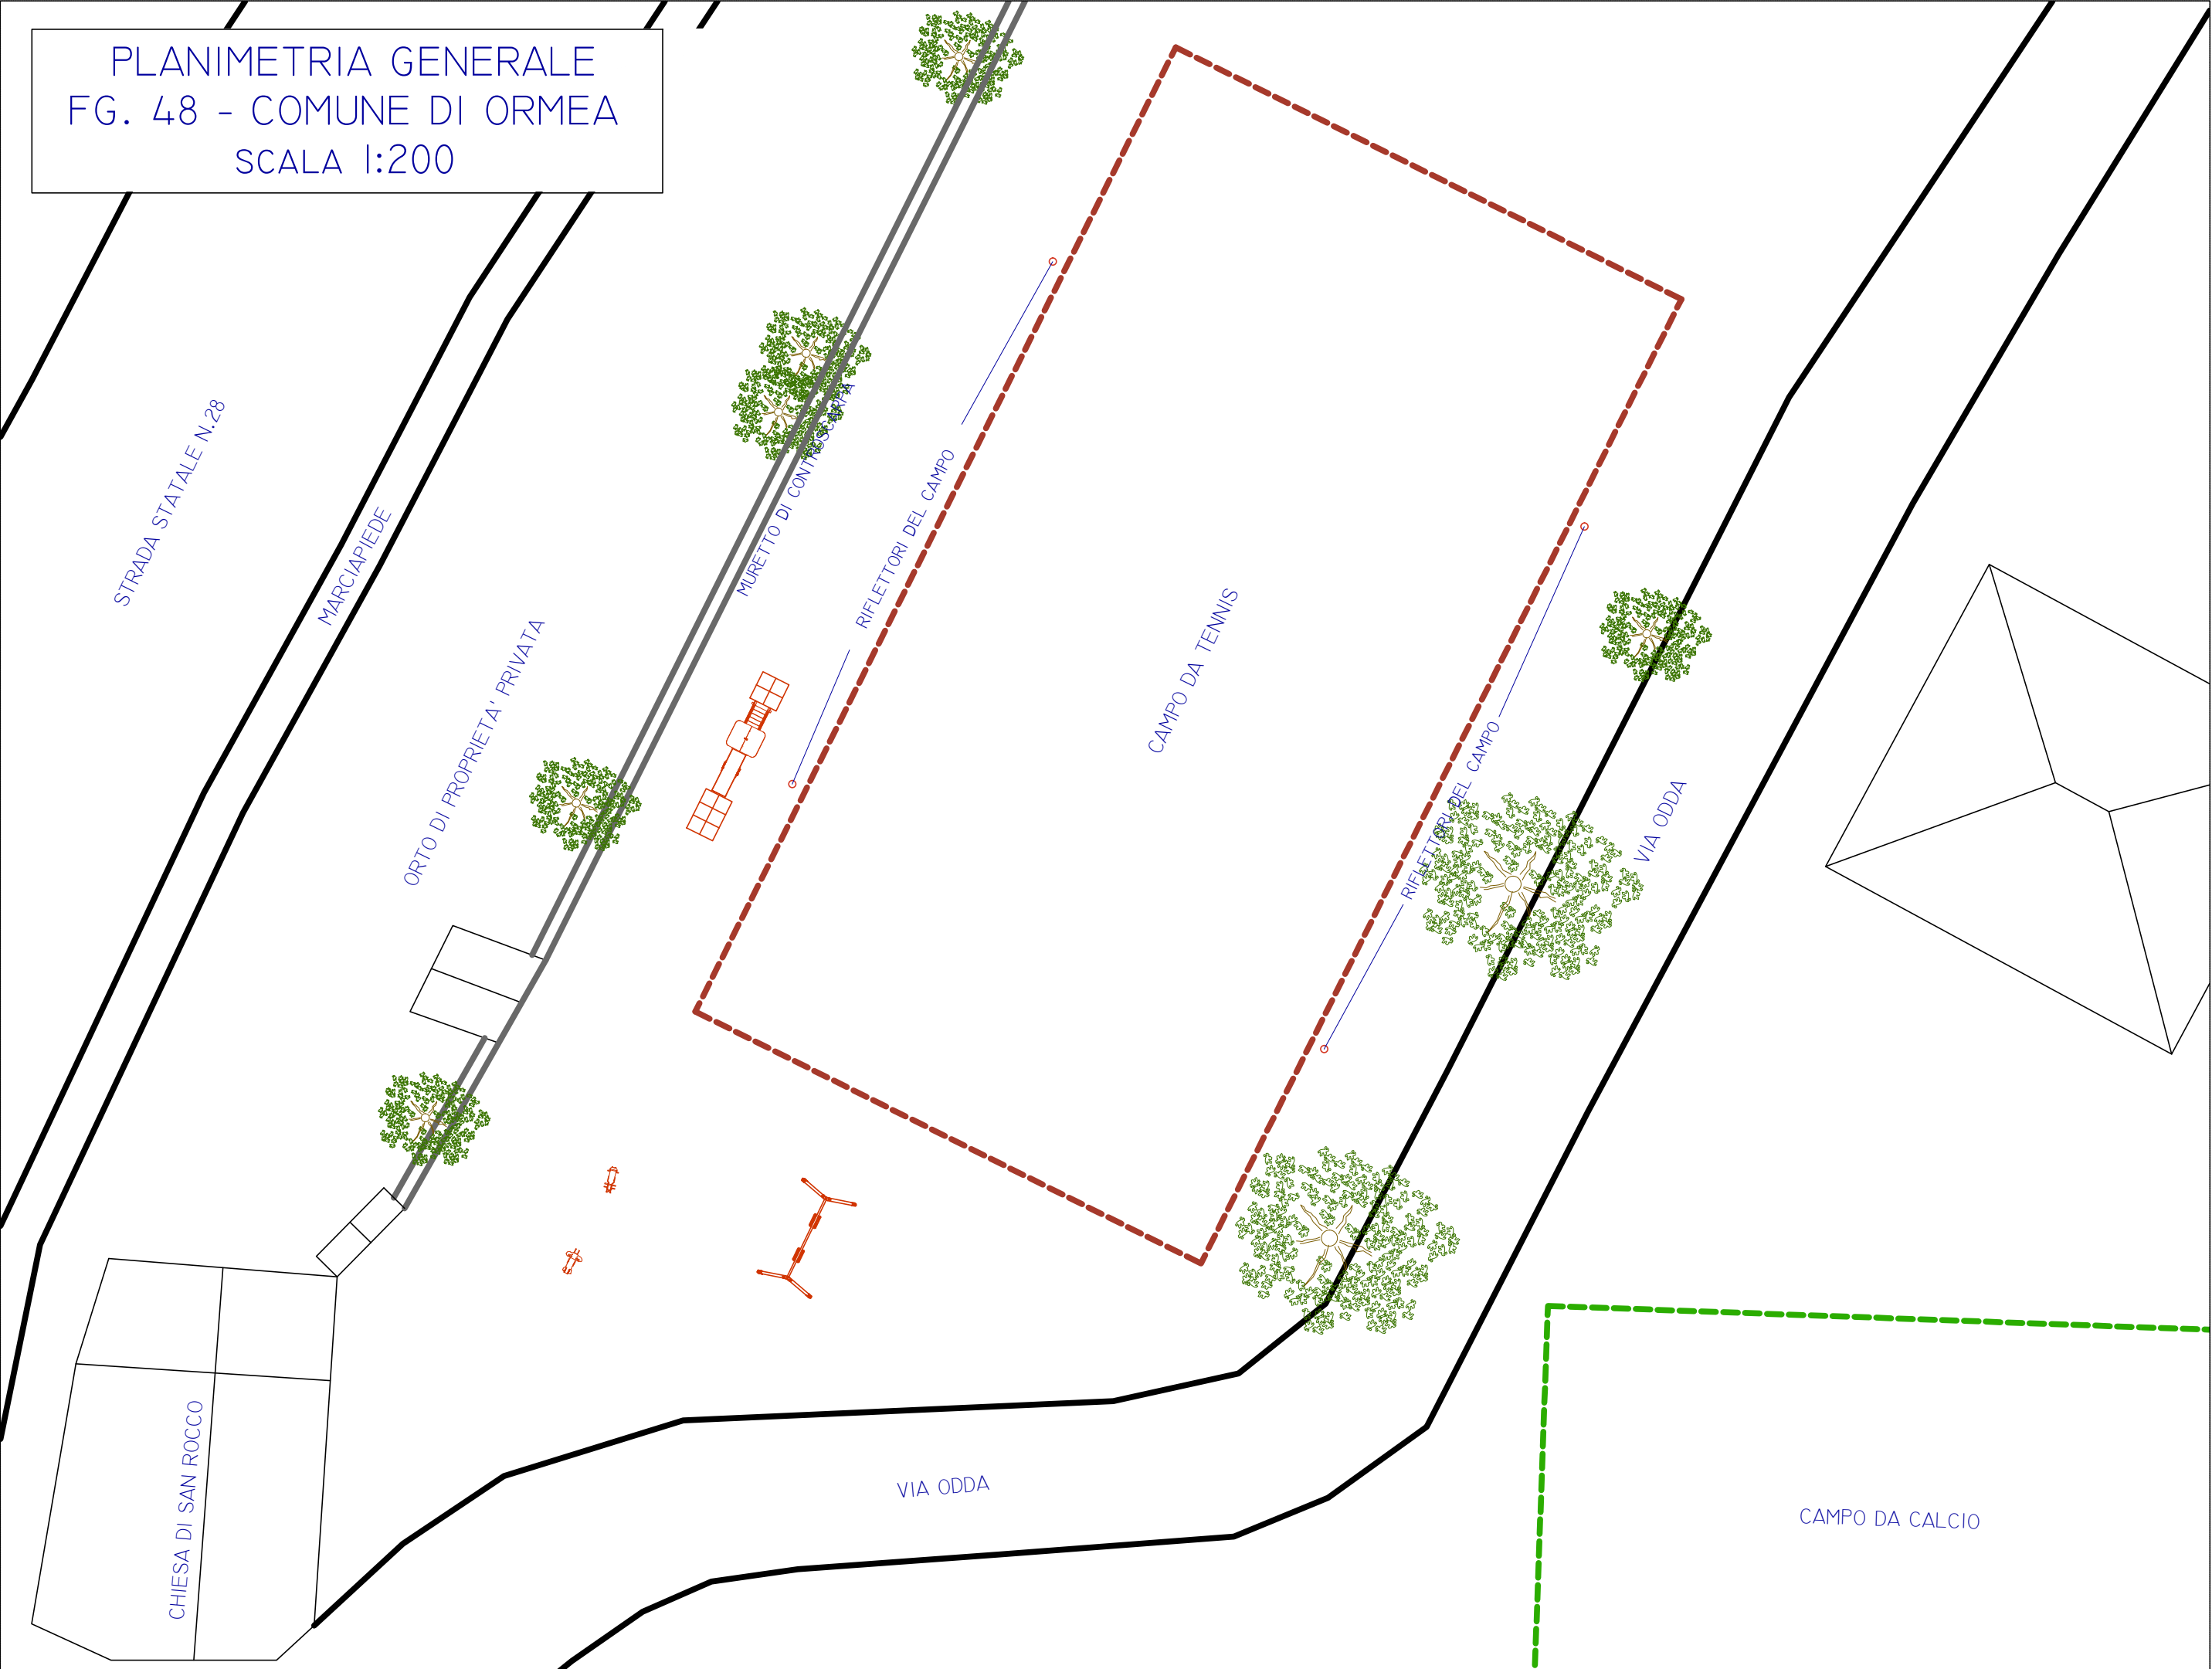 PLANIMETRIA GENERALE
FG. 48 - COMUNE DI ORMEA
SCALA 1:200
STRADA STATALE N.28
MARCIAPIEDE
ORTO DI PROPRIETA' PRIVATA
MURETTO DI CONTROSCARPA
RIFLETTORI DEL CAMPO
CAMPO DA TENNIS
RIFLETTORI DEL CAMPO
VIA ODDA
CHIESA DI SAN ROCCO
VIA ODDA
CAMPO DA CALCIO